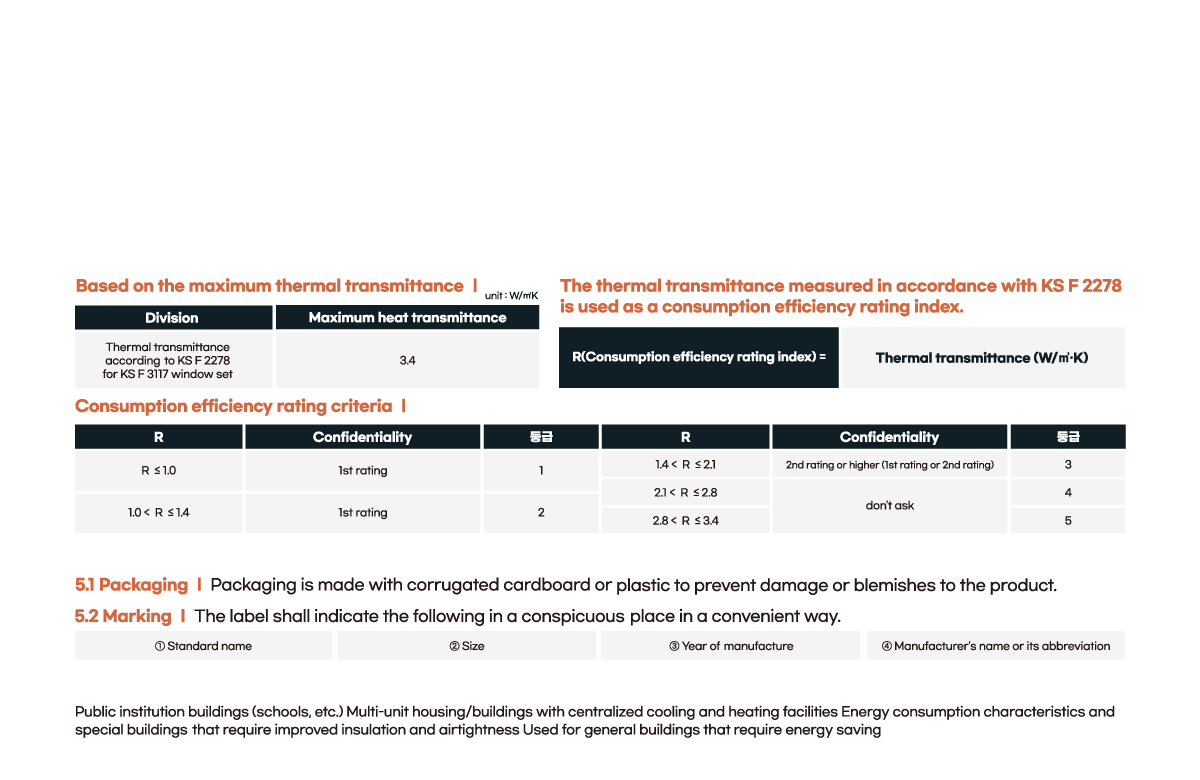 Based on the maximum thermal transmittance |
unit : W/㎡K
Division
Maximum heat transmittance
Thermal transmittance
according to KS F 2278
for KS F 3117 window set
3.4
The thermal transmittance measured in accordance with KS F 2278
is used as a consumption efficiency rating index.
R(Consumption efficiency rating index) =
Thermal transmittance (W/㎡·K)
Consumption efficiency rating criteria |
R Confidentiality 등급 R Confidentiality 등급
R ≤ 1.0 1st rating 1
1.0 < R ≤ 1.4 1st rating 2
1.4 < R ≤ 2.1 2nd rating or higher (1st rating or 2nd rating) 3
2.1 < R ≤ 2.8 don't ask 4
2.8 < R ≤ 3.4 5
5.1 Packaging | Packaging is made with corrugated cardboard or plastic to prevent damage or blemishes to the product.
5.2 Marking | The label shall indicate the following in a conspicuous place in a convenient way.
① Standard name ② Size ③ Year of manufacture ④ Manufacturer's name or its abbreviation
Public institution buildings (schools, etc.) Multi-unit housing/buildings with centralized cooling and heating facilities Energy consumption characteristics and
special buildings that require improved insulation and airtightness Used for general buildings that require energy saving